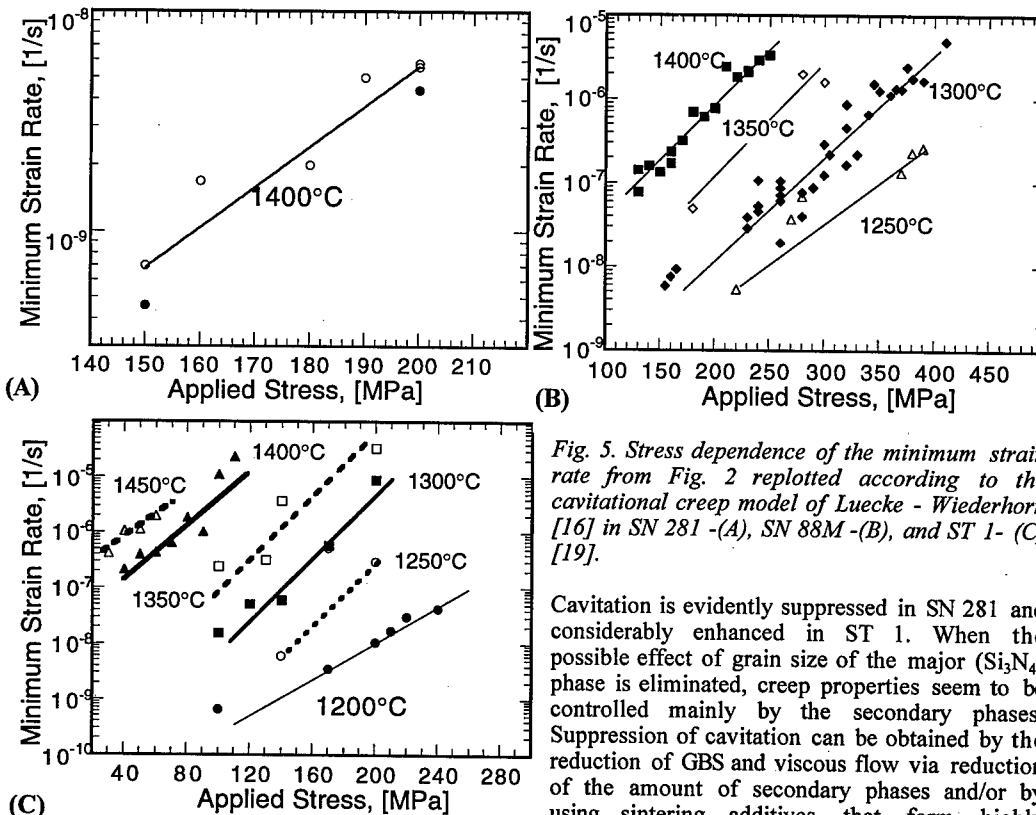 Minimum Strain Rate, [1/s]
10-8
10-9
1400°C
140 150 160 170 180 190 200 210
Applied Stress, [MPa]
(A)
Minimum Strain Rate, [1/s]
10-5
10-6
10-7
10-8
10-9
1400°C
1350°C
1300°C
1250°C
100 150 200 250 300 350 400 450
Applied Stress, [MPa]
(B)
Minimum Strain Rate, [1/s]
10-5
10-6
10-7
10-8
10-9
10-10
1450°C
1400°C
1300°C
1350°C
1250°C
1200°C
40 80 120 160 200 240 280
Applied Stress, [MPa]
(C)
Fig. 5. Stress dependence of the minimum strain
rate from Fig. 2 replotted according to the
cavitational creep model of Luecke - Wiederhorn
[16] in SN 281 -(A), SN 88M -(B), and ST 1- (C)
[19].
Cavitation is evidently suppressed in SN 281 and
considerably enhanced in ST 1. When the
possible effect of grain size of the major (Si3N4
phase is eliminated, creep properties seem to be
controlled mainly by the secondary phases
Suppression of cavitation can be obtained by the
reduction of GBS and viscous flow via reduction
of the amount of secondary phases and/or by
using sintering additives that form highly